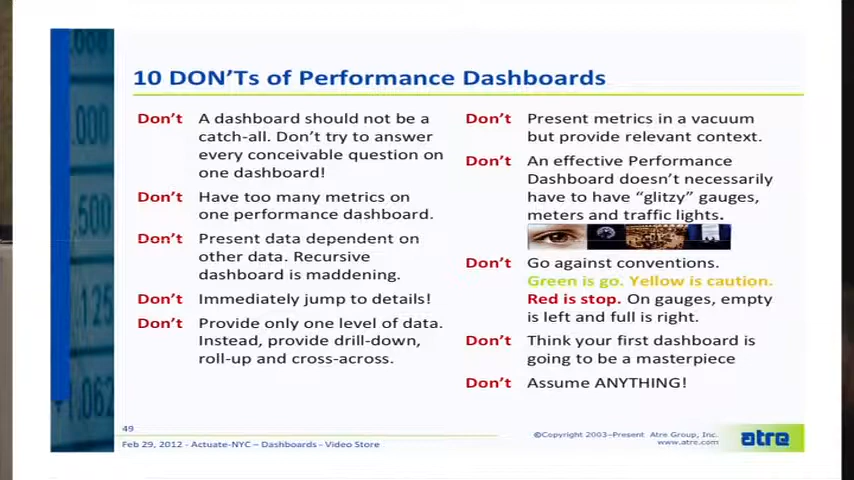 10 DON'Ts of Performance Dashboards
Don't A dashboard should not be a
catch-all. Don't try to answer
every conceivable question on
one dashboard!
Don't Have too many metrics on
one performance dashboard.
Don't Present data dependent on
other data. Recursive
dashboard is maddening.
Don't Immediately jump to details!
Don't Provide only one level of data.
Instead, provide drill-down,
roll-up and cross-across.
Don't Present metrics in a vacuum
but provide relevant context.
Don't An effective Performance
Dashboard doesn't necessarily
have to have “glitzy” gauges,
meters and traffic lights.
Don't Go against conventions.
Green is go. Yellow is caution.
Red is stop. On gauges, empty
is left and full is right.
Don't Think your first dashboard is
going to be a masterpiece
Don't Assume ANYTHING!
49
Feb 29, 2012 - Actuate-NYC – Dashboards - Video Store
©Copyright 2003–Present Atre Group, Inc.
www.atre.com
atre
.000
.500
.125
1,062